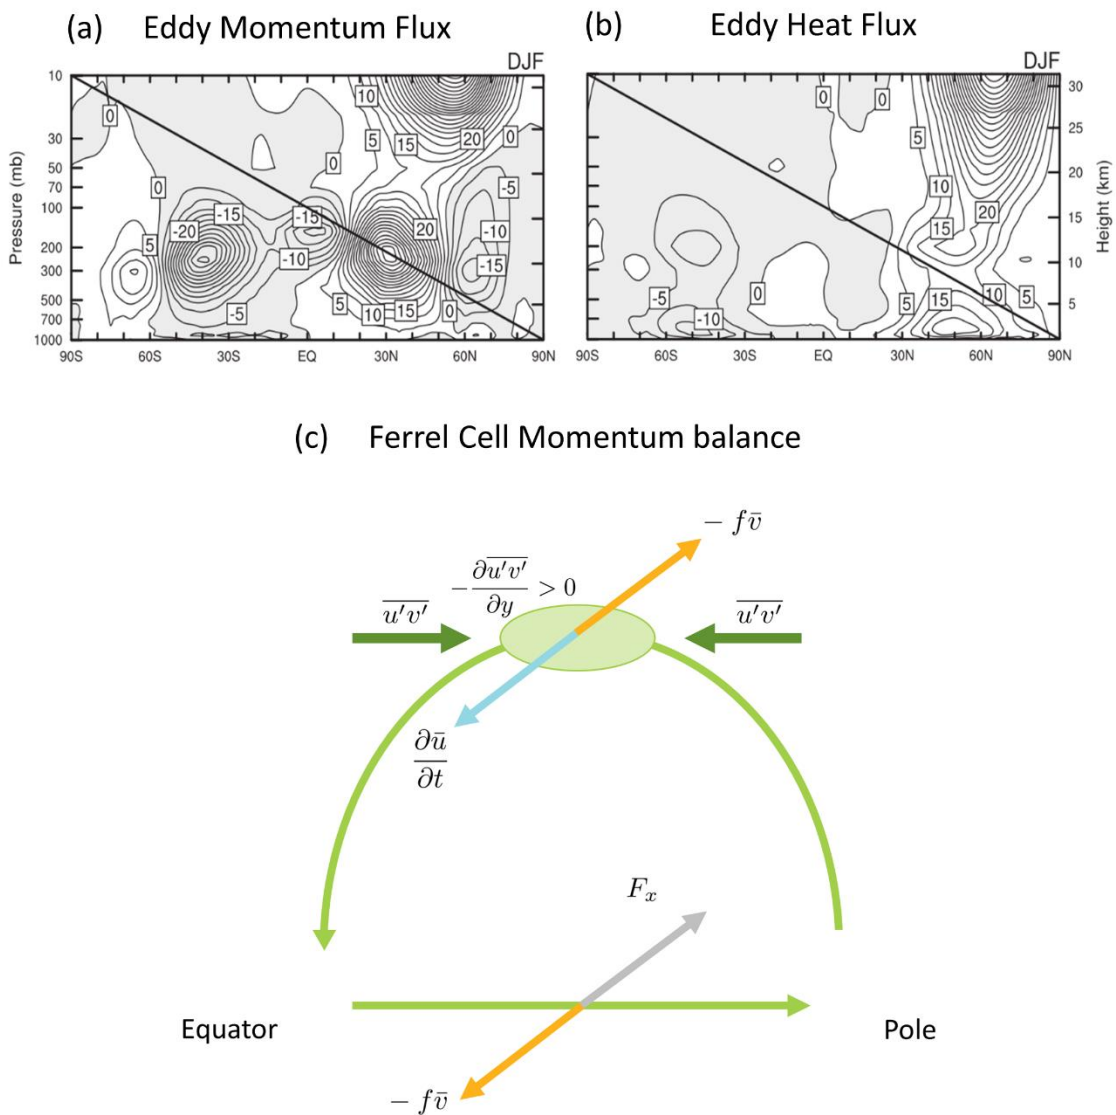 (a) Eddy Momentum Flux
DJF
Pressure (mb)
10
30
50
70
100
200
300
500
700
1000
90S 60S 30S EQ 30N 60N 90N
0
10
5
15
20
0
0
-5
0
-15
-20
-15
20
-10
5
-10
-15
-5
5
10
15
0
(b) Eddy Heat Flux
DJF
Height (km)
30
25
20
15
10
5
90S 60S 30S EQ 30N 60N 90N
0
0
5
10
20
15
-5
0
5
15
10
5
-10
(c) Ferrel Cell Momentum balance
− f v̄
− ∂u′v′‾/∂y > 0
u′v′‾
u′v′‾
∂ū/∂t
Fₓ
Equator
Pole
− f v̄